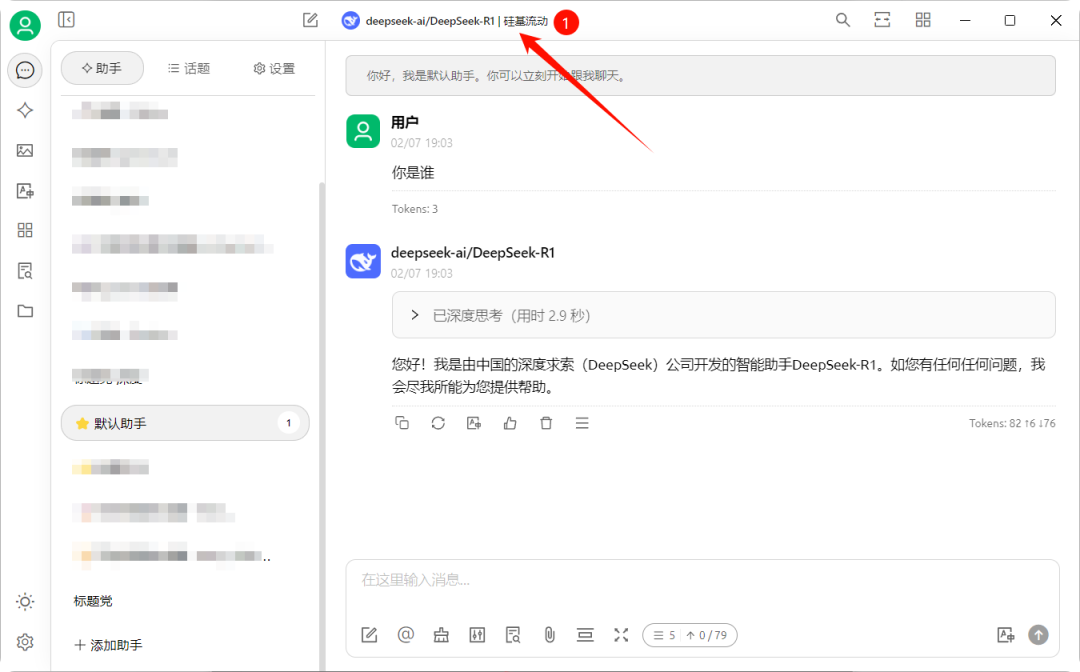 deepseek-ai/DeepSeek-R1 | 硅基流动
1
助手
话题
设置
默认助手
1
标题党
添加助手
你好，我是默认助手。你可以立刻开始跟我聊天。
用户
02/07 19:03
你是谁
Tokens: 3
deepseek-ai/DeepSeek-R1
02/07 19:03
已深度思考（用时 2.9 秒）
您好！我是由中国的深度求索（DeepSeek）公司开发的智能助手DeepSeek-R1。如您有任何任何问题，我
会尽我所能为您提供帮助。
Tokens: 82 ↑6 ↓76
在这里输入消息...
5 ↑ 0 / 79